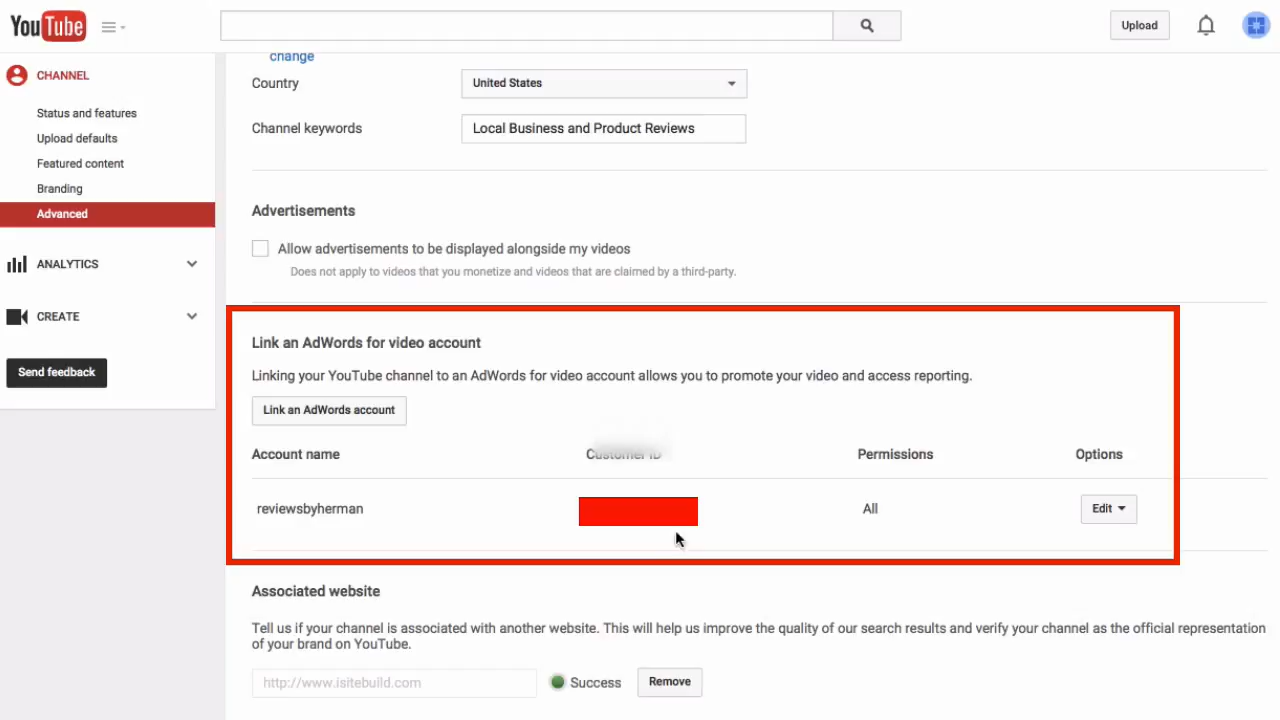 YouTube
Upload
change
CHANNEL
Status and features
Upload defaults
Featured content
Branding
Advanced
ANALYTICS
CREATE
Send feedback
Country
United States
Channel keywords
Local Business and Product Reviews
Advertisements
Allow advertisements to be displayed alongside my videos
Does not apply to videos that you monetize and videos that are claimed by a third-party.
Link an AdWords for video account
Linking your YouTube channel to an AdWords for video account allows you to promote your video and access reporting.
Link an AdWords account
Account name Customer ID Permissions Options
reviewsbyherman All Edit
Associated website
Tell us if your channel is associated with another website. This will help us improve the quality of our search results and verify your channel as the official representation
of your brand on YouTube.
http://www.isitebuild.com Success Remove